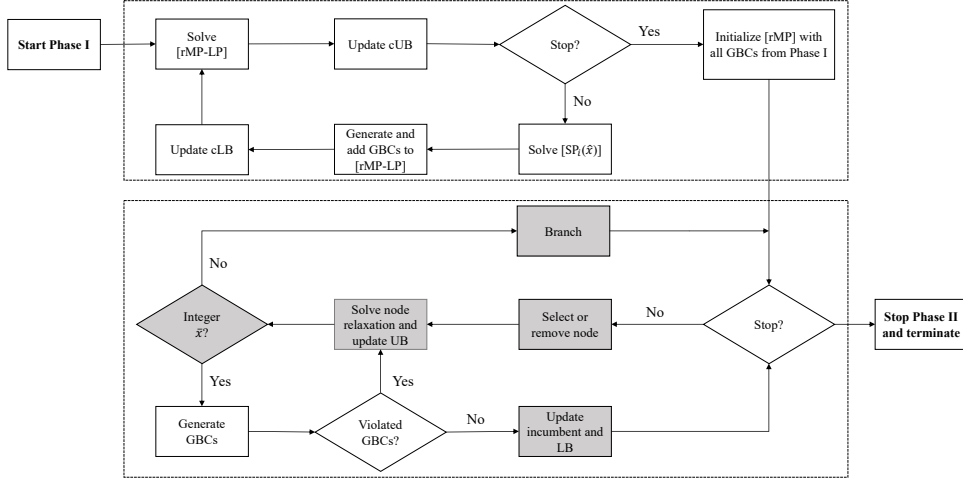 Start Phase I
Solve
[rMP-LP]
Update cUB
Stop?
Yes
Initialize [rMP] with
all GBCs from Phase I
No
Update cLB
Generate and
add GBCs to
[rMP-LP]
Solve [SPᵢ(x̄)]
Branch
No
Integer
x̄?
Solve node
relaxation and
update UB
Select or
remove node
No
Stop?
Stop Phase II
and terminate
Yes
Yes
Generate
GBCs
Violated
GBCs?
No
Update
incumbent and
LB